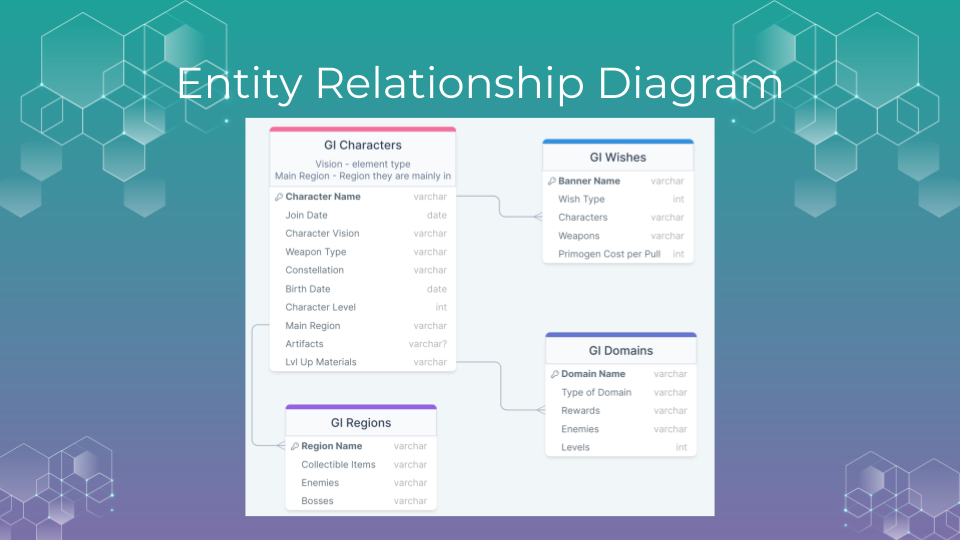 Entity Relationship Diagram
GI Characters
Vision - element type
Main Region - Region they are mainly in
Character Name varchar
Join Date date
Character Vision varchar
Weapon Type varchar
Constellation varchar
Birth Date date
Character Level int
Main Region varchar
Artifacts varchar?
Lvl Up Materials varchar
GI Wishes
Banner Name varchar
Wish Type int
Characters varchar
Weapons varchar
Primogen Cost per Pull int
GI Regions
Region Name varchar
Collectible Items varchar
Enemies varchar
Bosses varchar
GI Domains
Domain Name varchar
Type of Domain varchar
Rewards varchar
Enemies varchar
Levels int